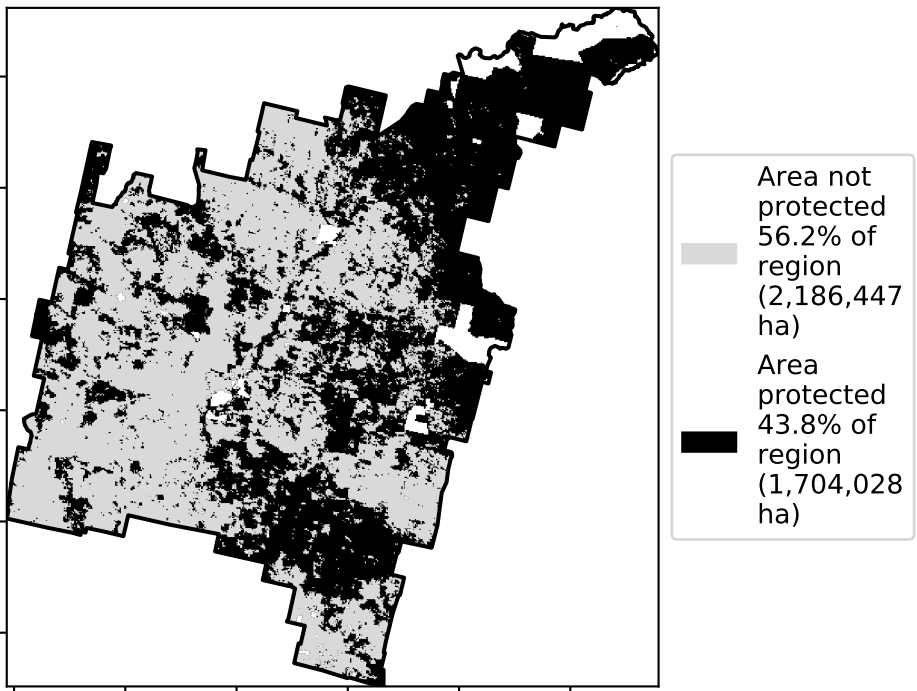 Area not
protected
56.2% of
region
(2,186,447
ha)
Area
protected
43.8% of
region
(1,704,028
ha)